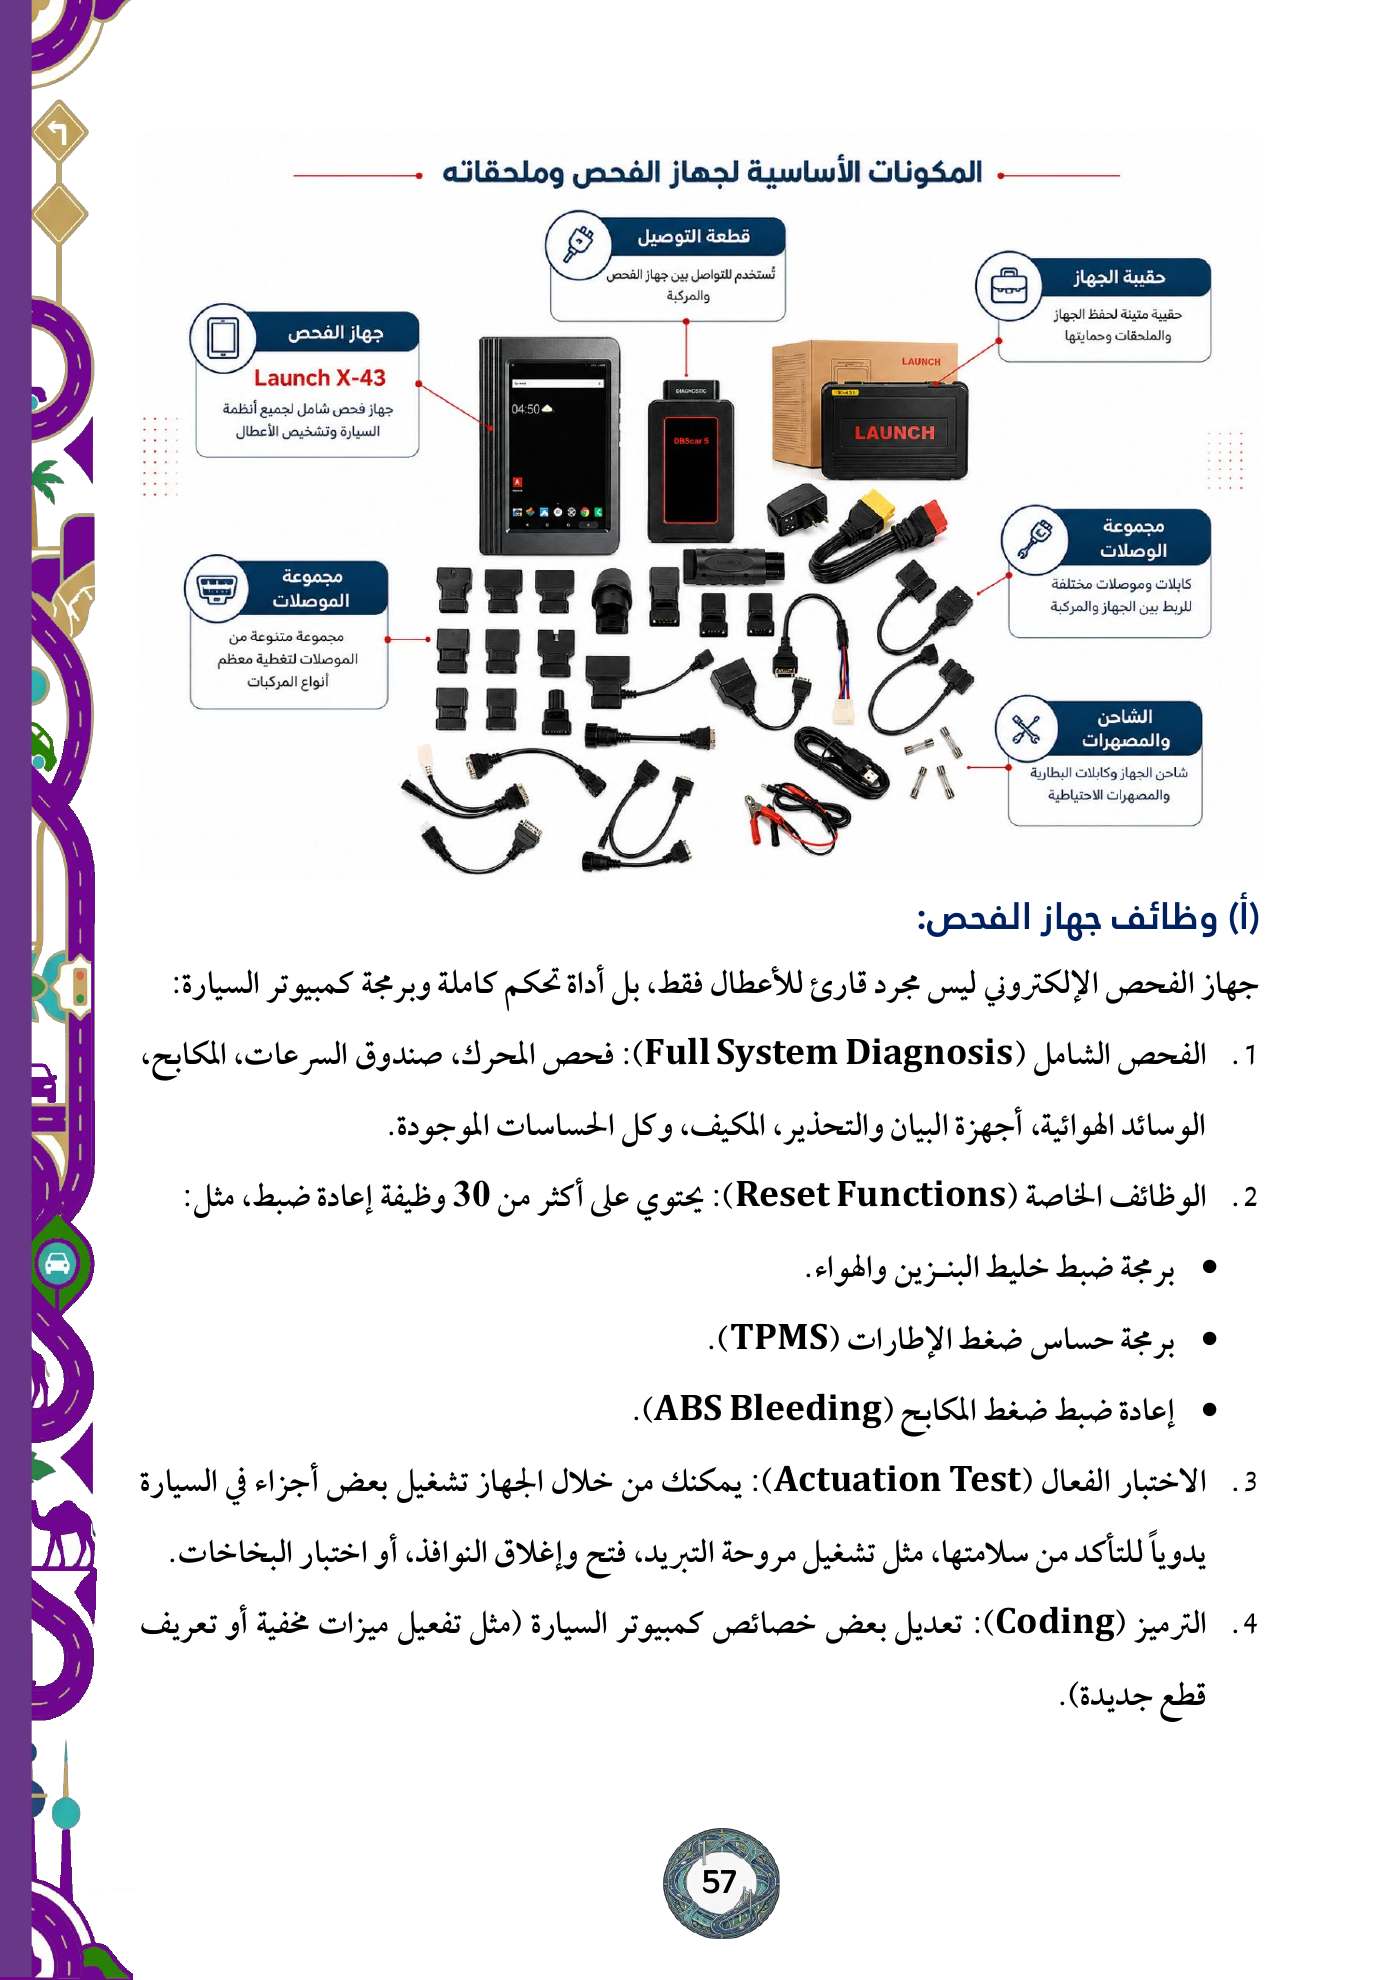 المكونات الأساسية لجهاز الفحص وملحقاته
قطعة التوصيل
تُستخدم للتواصل بين جهاز الفحص
والمركبة
حقيبة الجهاز
حقيبة متينة لحفظ الجهاز
والملحقات وحمايتها
جهاز الفحص
Launch X-43
جهاز فحص شامل لجميع أنظمة
السيارة وتشخيص الأعطال
04:50
DIAGNOSTIC
DBScar 5
LAUNCH
LAUNCH
مجموعة
الوصلات
كابلات وموصلات مختلفة
للربط بين الجهاز والمركبة
مجموعة
الموصلات
مجموعة متنوعة من
الموصلات لتغطية معظم
أنواع المركبات
الشاحن
والمصهرات
شاحن الجهاز وكابلات البطارية
والمصهرات الاحتياطية
(أ) وظائف جهاز الفحص:
جهاز الفحص الإلكتروني ليس مجرد قارئ للأعطال فقط، بل أداة تحكم كاملة وبرمجة كمبيوتر السيارة:
1. الفحص الشامل (Full System Diagnosis): فحص المحرك، صندوق السرعات، المكابح،
الوسائد الهوائية، أجهزة البيان والتحذير، المكيف، وكل الحساسات الموجودة.
2. الوظائف الخاصة (Reset Functions): يحتوي على أكثر من 30 وظيفة إعادة ضبط، مثل:
• برمجة ضبط خليط البنـزين والهواء.
• برمجة حساس ضغط الإطارات (TPMS).
• إعادة ضبط ضغط المكابح (ABS Bleeding).
3. الاختبار الفعال (Actuation Test): يمكنك من خلال الجهاز تشغيل بعض أجزاء في السيارة
يدوياً للتأكد من سلامتها، مثل تشغيل مروحة التبريد، فتح وإغلاق النوافذ، أو اختبار البخاخات.
4. الترميز (Coding): تعديل بعض خصائص كمبيوتر السيارة (مثل تفعيل ميزات مخفية أو تعريف
قطع جديدة).
57